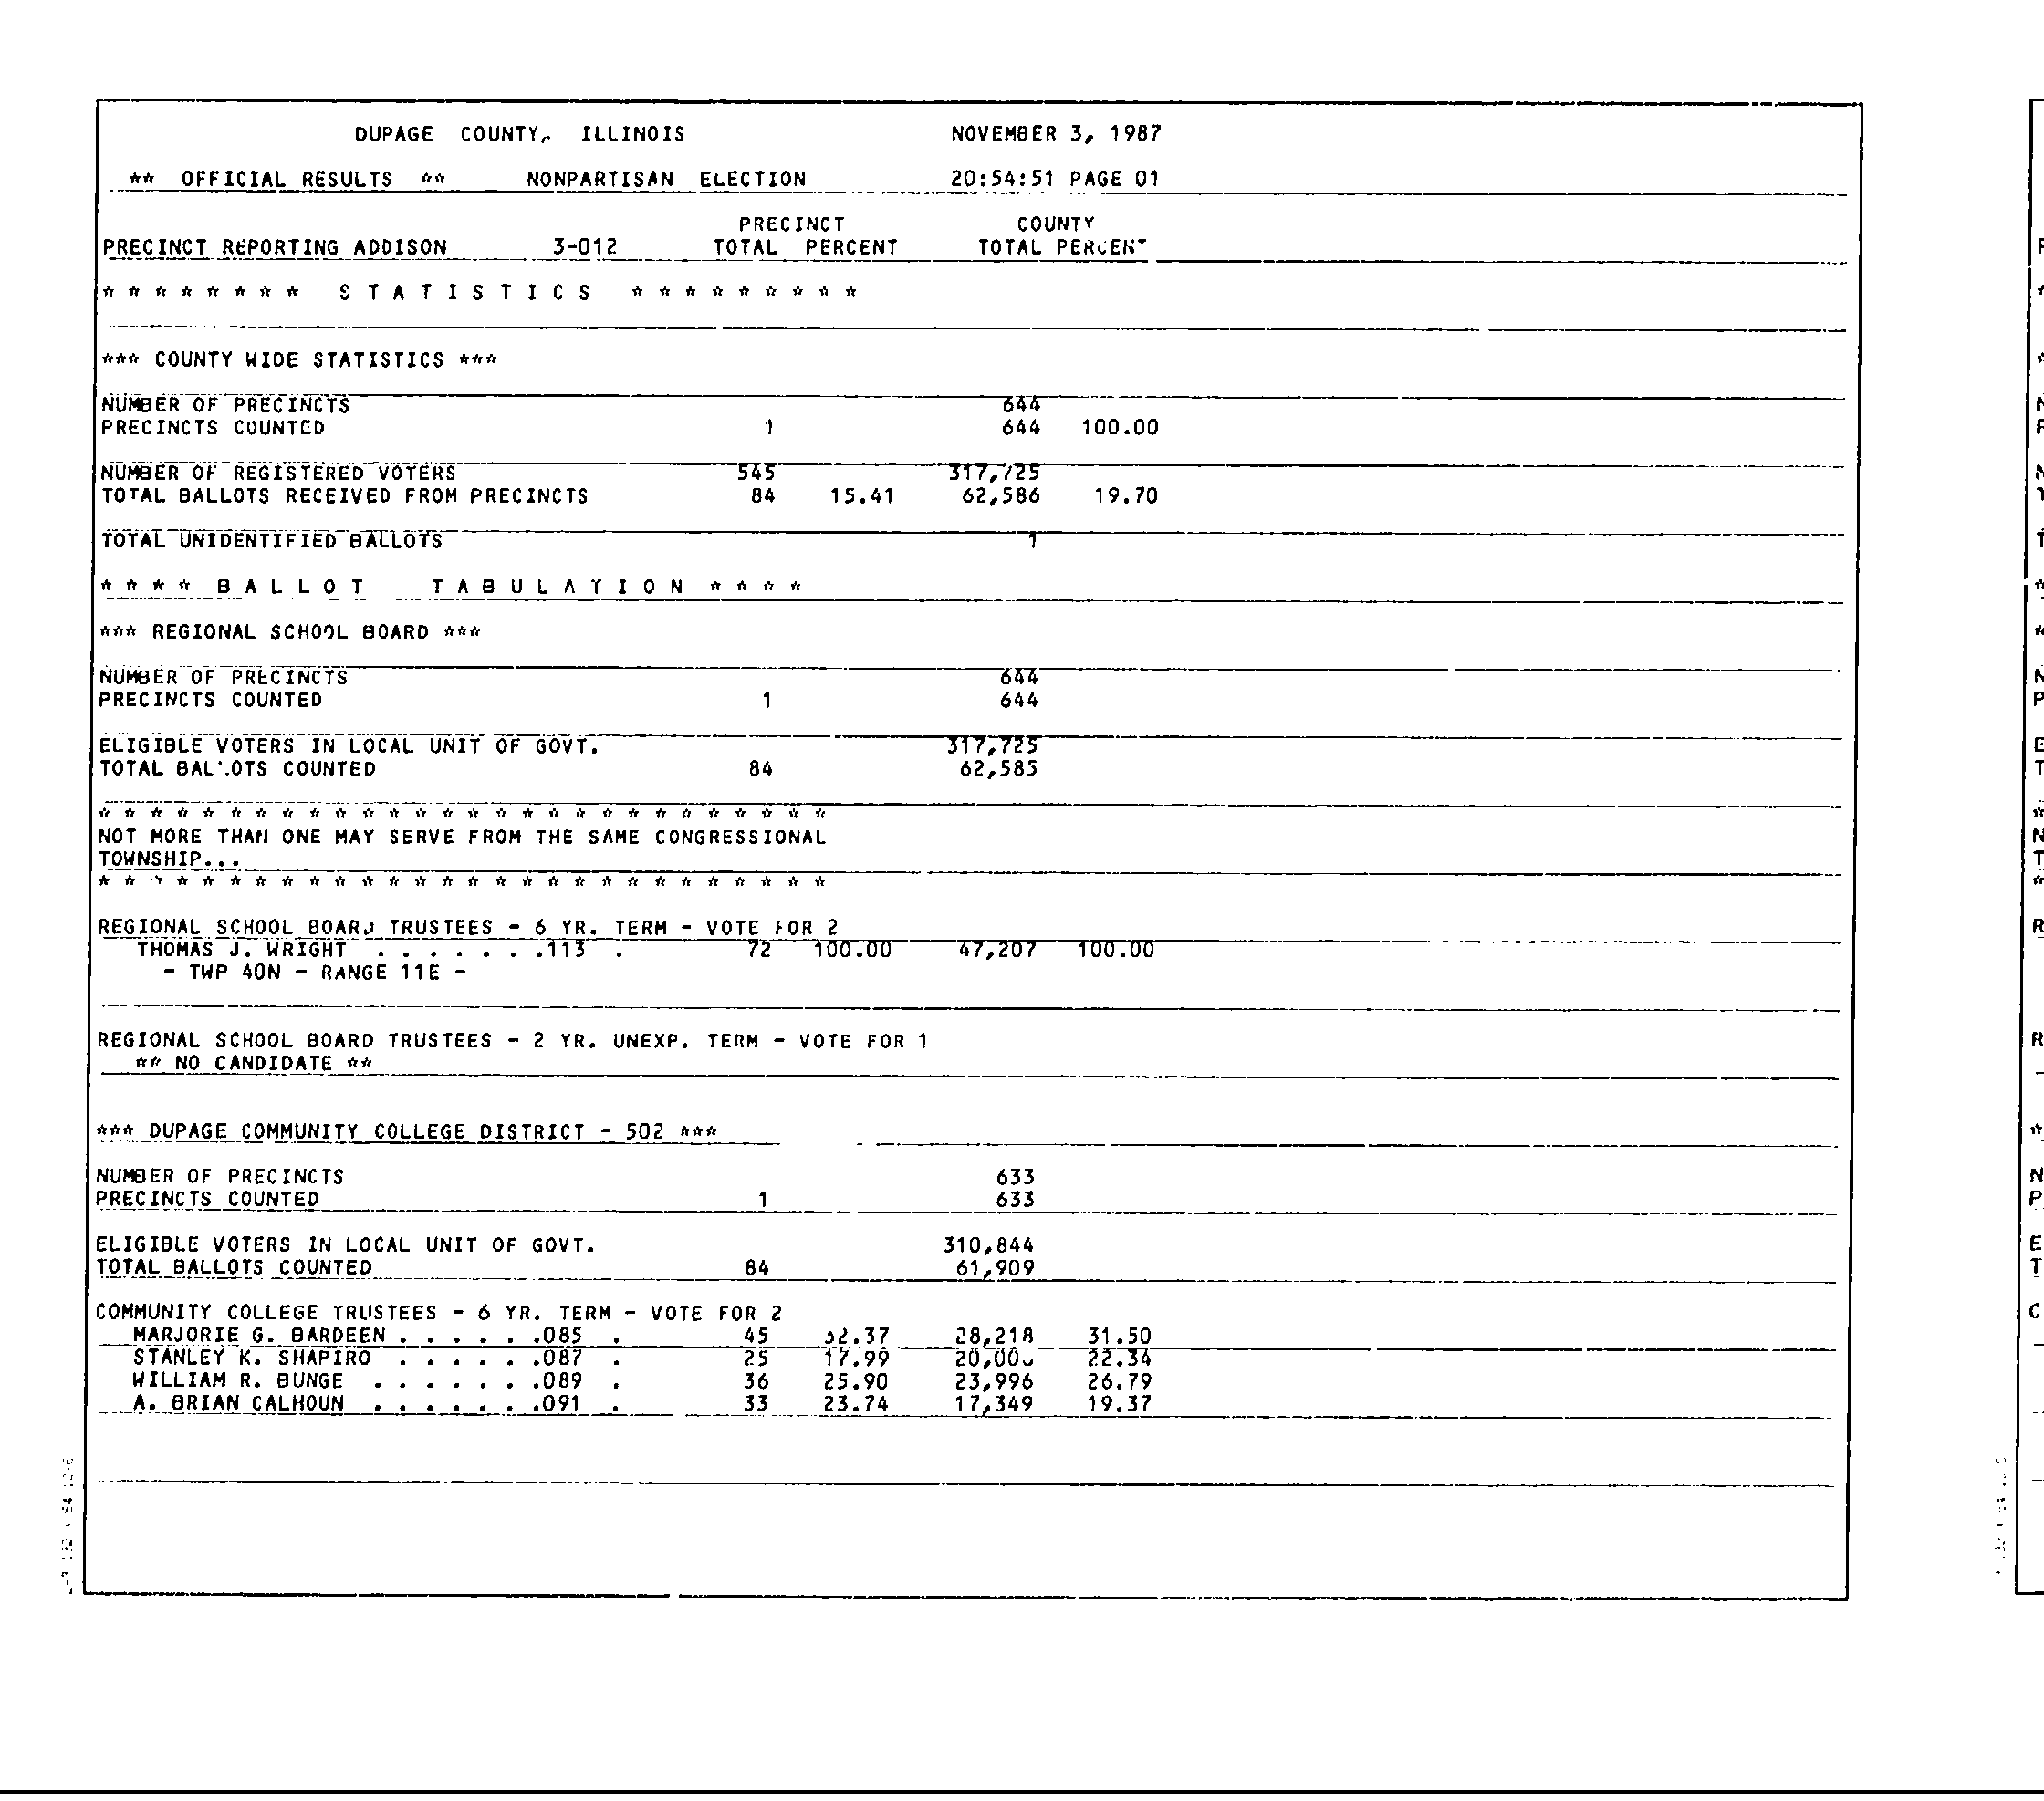 DUPAGE COUNTY, ILLINOIS NOVEMBER 3, 1987
** OFFICIAL RESULTS ** NONPARTISAN ELECTION 20:54:51 PAGE 01
PRECINCT COUNTY
PRECINCT REPORTING ADDISON 3-012 TOTAL PERCENT TOTAL PERCENT
* * * * * * * * S T A T I S T I C S * * * * * * * * *
*** COUNTY WIDE STATISTICS ***
NUMBER OF PRECINCTS 644
PRECINCTS COUNTED 1 644 100.00
NUMBER OF REGISTERED VOTERS 545 317,725
TOTAL BALLOTS RECEIVED FROM PRECINCTS 84 15.41 62,586 19.70
TOTAL UNIDENTIFIED BALLOTS 1
* * * * B A L L O T T A B U L A T I O N * * * *
*** REGIONAL SCHOOL BOARD ***
NUMBER OF PRECINCTS 644
PRECINCTS COUNTED 1 644
ELIGIBLE VOTERS IN LOCAL UNIT OF GOVT. 317,725
TOTAL BALLOTS COUNTED 84 62,585
* * * * * * * * * * * * * * * * * * * * * * * * * * * *
NOT MORE THAN ONE MAY SERVE FROM THE SAME CONGRESSIONAL
TOWNSHIP...
* * * * * * * * * * * * * * * * * * * * * * * * * * * *
REGIONAL SCHOOL BOARD TRUSTEES - 6 YR. TERM - VOTE FOR 2
THOMAS J. WRIGHT . . . . . . .113 . 72 100.00 47,207 100.00
- TWP 40N - RANGE 11E -
REGIONAL SCHOOL BOARD TRUSTEES - 2 YR. UNEXP. TERM - VOTE FOR 1
** NO CANDIDATE **
*** DUPAGE COMMUNITY COLLEGE DISTRICT - 502 ***
NUMBER OF PRECINCTS 633
PRECINCTS COUNTED 1 633
ELIGIBLE VOTERS IN LOCAL UNIT OF GOVT. 310,844
TOTAL BALLOTS COUNTED 84 61,909
COMMUNITY COLLEGE TRUSTEES - 6 YR. TERM - VOTE FOR 2
MARJORIE G. BARDEEN . . . . . .085 . 45 32.37 28,218 31.50
STANLEY K. SHAPIRO . . . . . .087 . 25 17.99 22.34
WILLIAM R. BUNGE . . . . . . .089 . 36 25.90 23,996 26.79
A. BRIAN CALHOUN . . . . . . .091 . 33 23.74 17,349 19.37